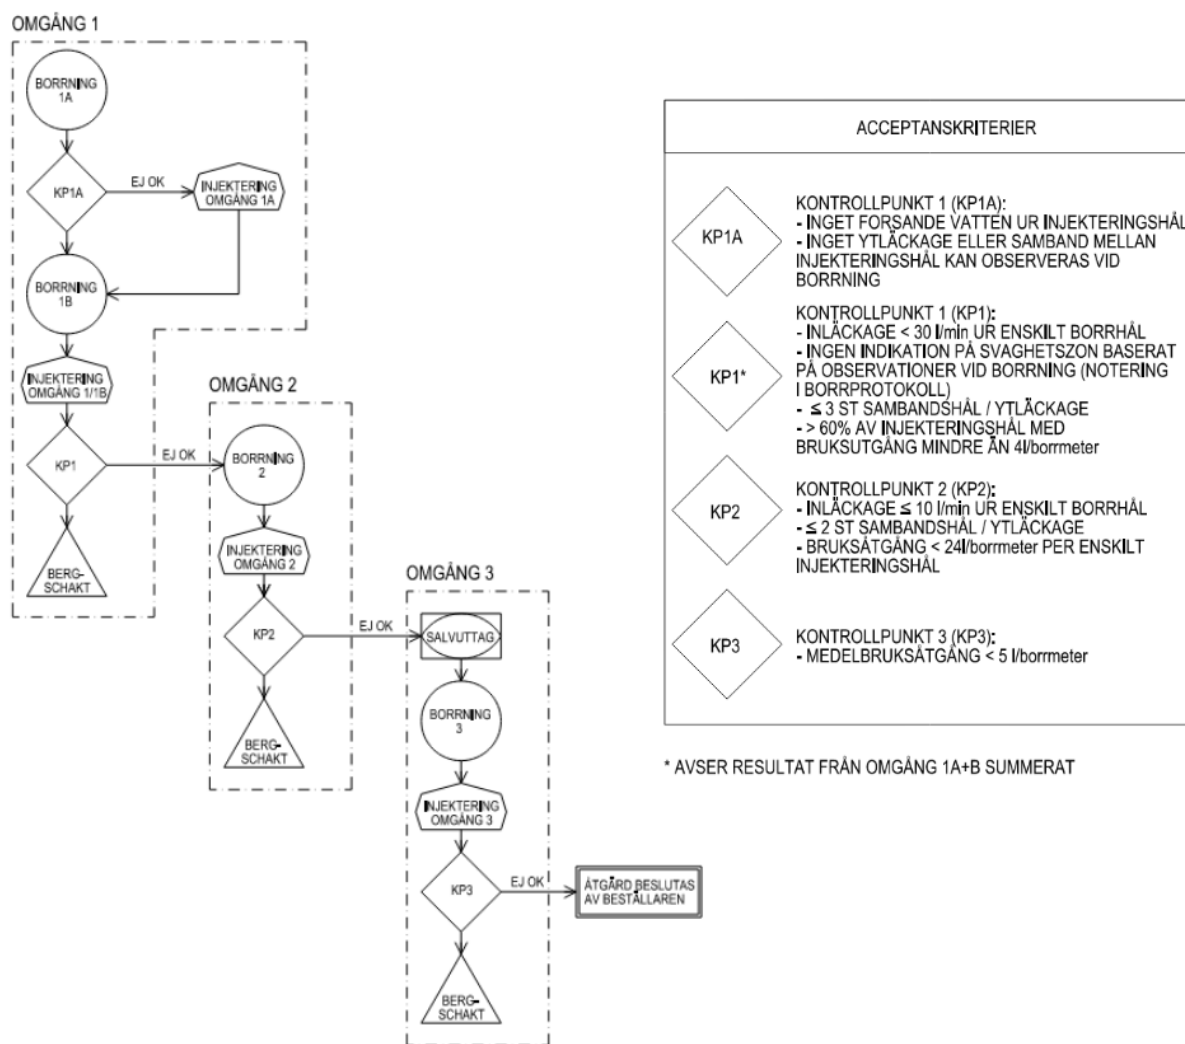 OMGÅNG 1
BORRNING
1A
KP1A
EJ OK
INJEKTERING
OMGÅNG 1A
BORRNING
1B
INJEKTERING
OMGÅNG 1/1B
KP1
EJ OK
BERG-
SCHAKT
OMGÅNG 2
BORRNING
2
INJEKTERING
OMGÅNG 2
KP2
EJ OK
BERG-
SCHAKT
OMGÅNG 3
SALVUTTAG
BORRNING
3
INJEKTERING
OMGÅNG 3
KP3
EJ OK
ÅTGÄRD BESLUTAS
AV BESTÄLLAREN
BERG-
SCHAKT
ACCEPTANSKRITERIER
KP1A
KONTROLLPUNKT 1 (KP1A):
- INGET FORSANDE VATTEN UR INJEKTERINGSHÅL
- INGET YTLÄCKAGE ELLER SAMBAND MELLAN
INJEKTERINGSHÅL KAN OBSERVERAS VID
BORRNING
KP1*
KONTROLLPUNKT 1 (KP1):
- INLÄCKAGE < 30 l/min UR ENSKILT BORRHÅL
- INGEN INDIKATION PÅ SVAGHETSZON BASERAT
PÅ OBSERVATIONER VID BORRNING (NOTERING
I BORRPROTOKOLL)
- ≤ 3 ST SAMBANDSHÅL / YTLÄCKAGE
- > 60% AV INJEKTERINGSHÅL MED
BRUKSUTGÅNG MINDRE ÄN 4l/borrmeter
KP2
KONTROLLPUNKT 2 (KP2):
- INLÄCKAGE ≤ 10 l/min UR ENSKILT BORRHÅL
- ≤ 2 ST SAMBANDSHÅL / YTLÄCKAGE
- BRUKSÅTGÅNG < 24l/borrmeter PER ENSKILT
INJEKTERINGSHÅL
KP3
KONTROLLPUNKT 3 (KP3):
- MEDELBRUKSÅTGÅNG < 5 l/borrmeter
* AVSER RESULTAT FRÅN OMGÅNG 1A+B SUMMERAT